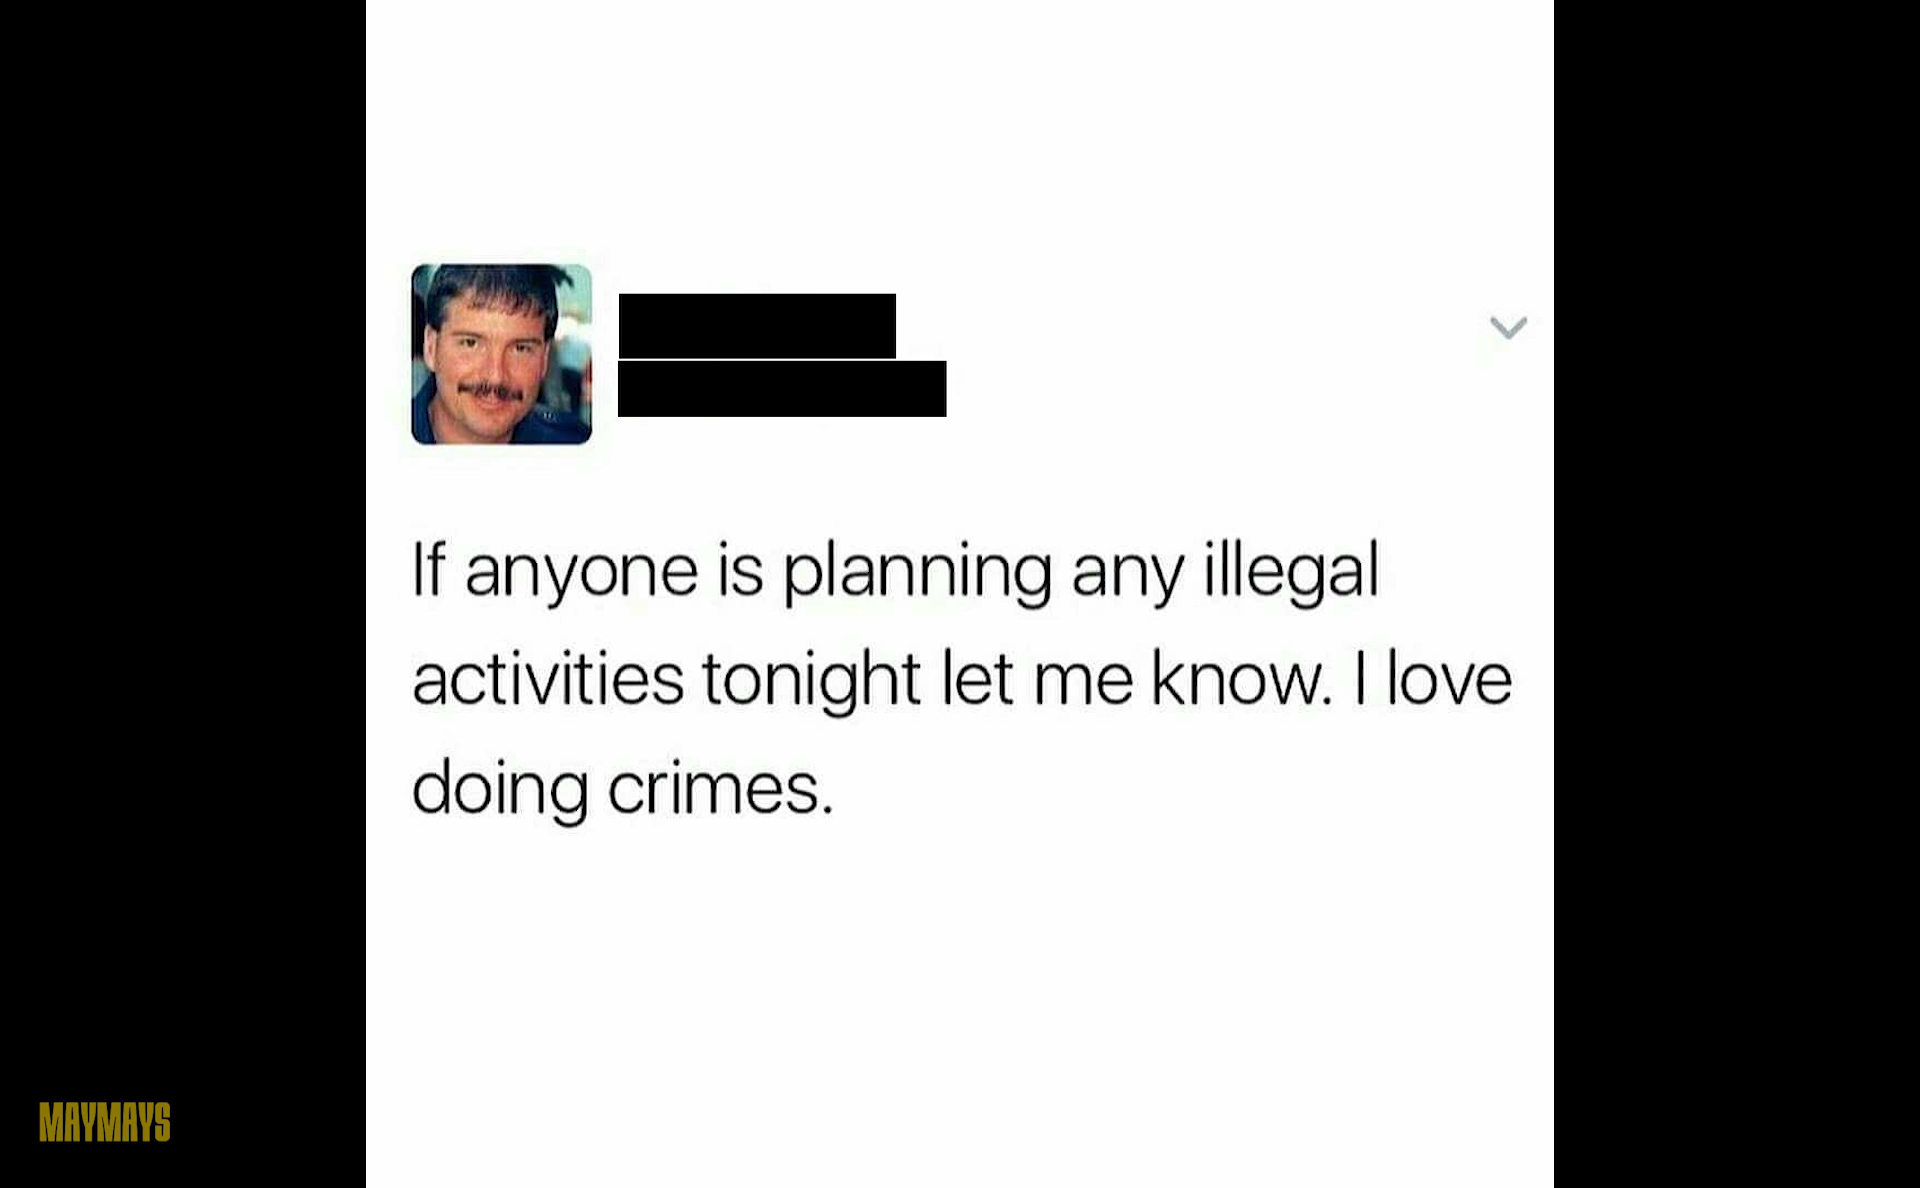 If anyone is planning any illegal
activities tonight let me know. I love
doing crimes.
MAYMAYS